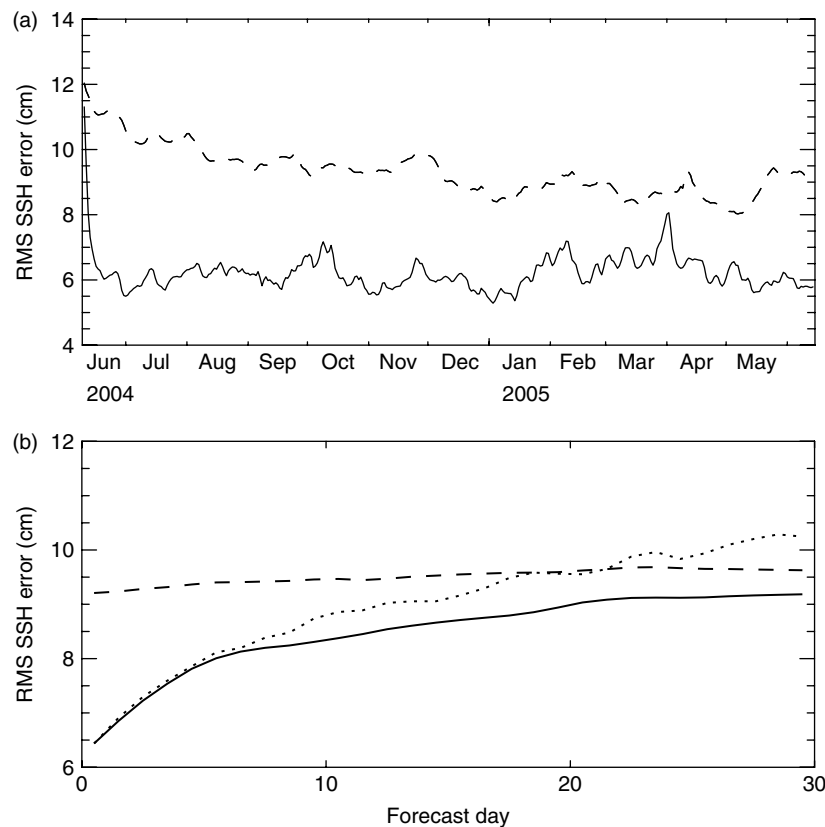 (a)
14
12
10
8
6
4
RMS SSH error (cm)
Jun Jul Aug Sep Oct Nov Dec Jan Feb Mar Apr May
2004 2005
(b)
12
10
8
6
RMS SSH error (cm)
0 10 20 30
Forecast day